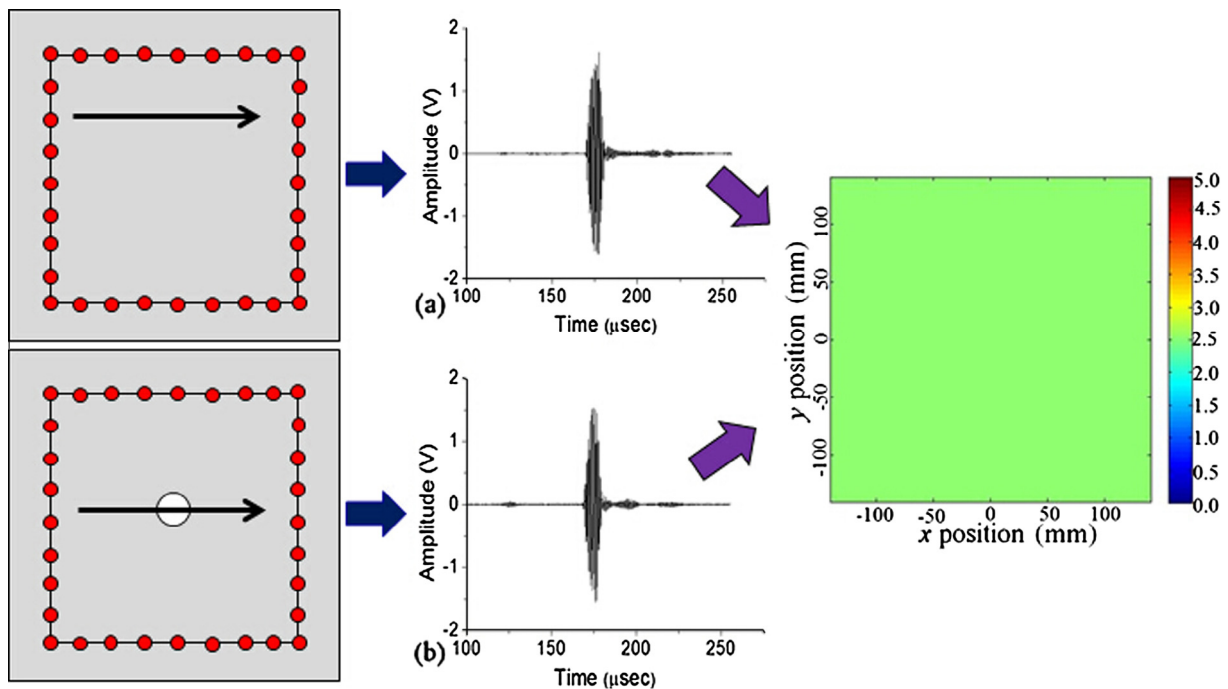 2
1
0
-1
-2
Amplitude (V)
100 150 200 250
Time (μsec)
(a)
2
1
0
-1
-2
Amplitude (V)
100 150 200 250
Time (μsec)
(b)
100
50
0
-50
-100
y position (mm)
-100 -50 0 50 100
x position (mm)
5.0
4.5
4.0
3.5
3.0
2.5
2.0
1.5
1.0
0.5
0.0